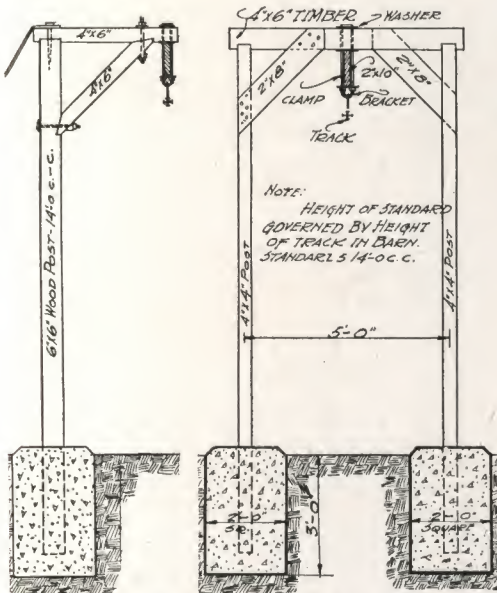 4"X6"
4"X6"
6"X6" WOOD POST-14'-0 C.-C.
4"X6" TIMBER
WASHER
2"X8"
2"X8"
2"X10"
CLAMP
BRACKET
TRACK
NOTE:
HEIGHT OF STANDARD
GOVERNED BY HEIGHT
OF TRACK IN BARN.
STANDARDS 14'-0 C.C.
4"X4" POST
4"X4" POST
5'-0"
2'-0"
SQ.
3'-0"
2'-0"
SQUARE